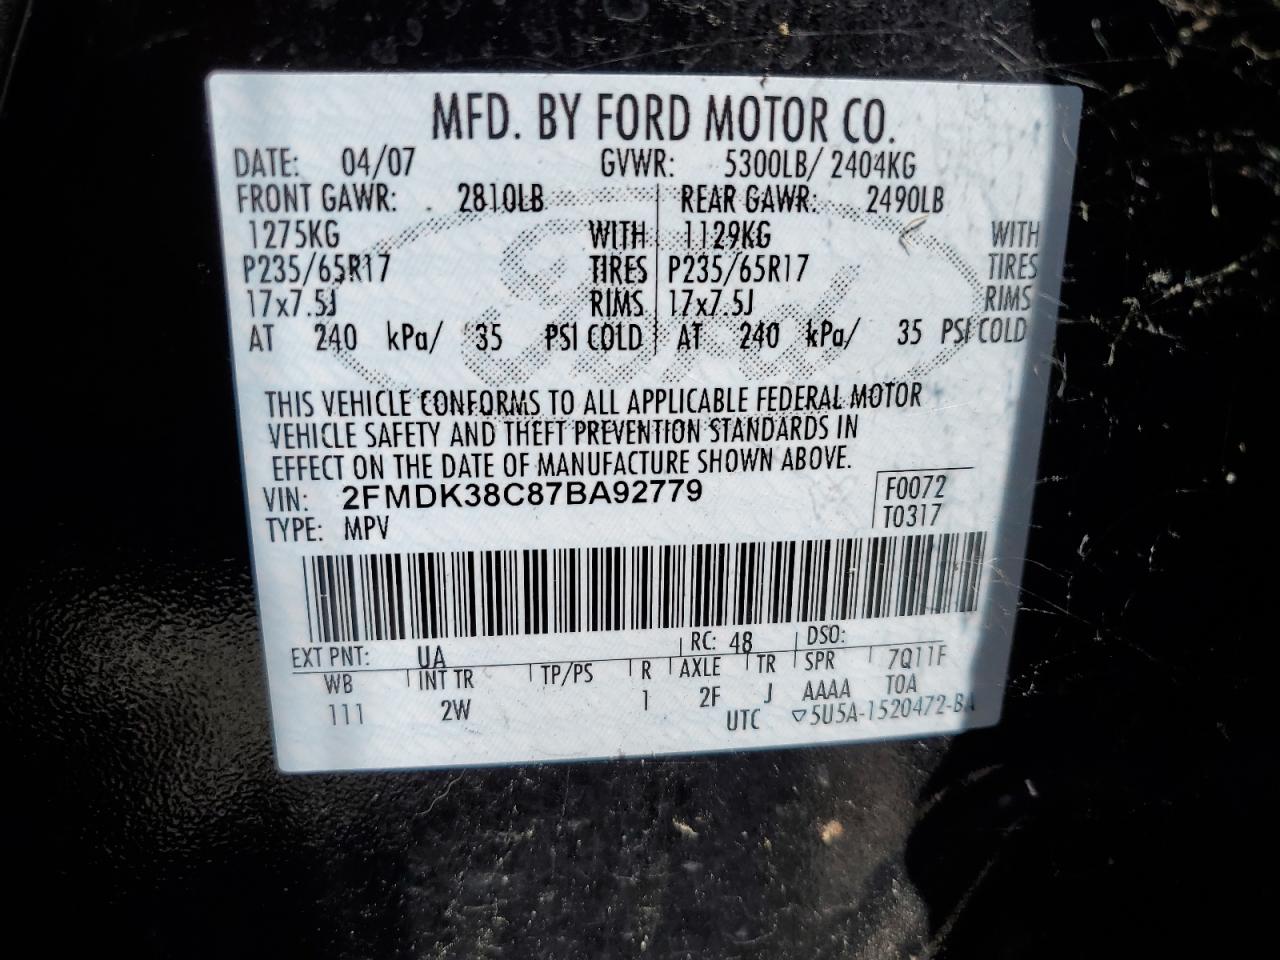 MFD. BY FORD MOTOR CO.
DATE: 04/07 GVWR: 5300LB/ 2404KG
FRONT GAWR: 2810LB REAR GAWR: 2490LB
1275KG WITH 1129KG WITH
P235/65R17 TIRES P235/65R17 TIRES
17x7.5J RIMS 17x7.5J RIMS
AT 240 kPa/ 35 PSI COLD AT 240 kPa/ 35 PSI COLD
Ford
THIS VEHICLE CONFORMS TO ALL APPLICABLE FEDERAL MOTOR
VEHICLE SAFETY AND THEFT PREVENTION STANDARDS IN
EFFECT ON THE DATE OF MANUFACTURE SHOWN ABOVE.
VIN: 2FMDK38C87BA92779 F0072
TYPE: MPV T0317
EXT PNT: UA RC: 48 DSO:
WB INT TR TP/PS R AXLE TR SPR 7Q11F
111 2W 1 2F J AAAA TOA
UTC ▽5U5A-1520472-BA